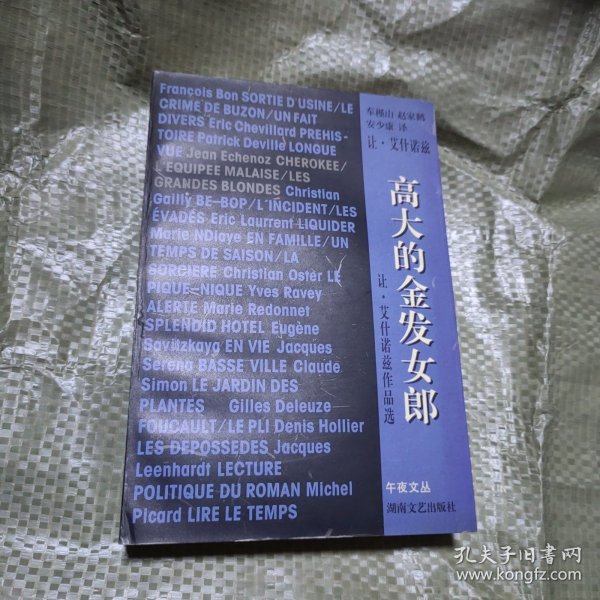 François Bon SORTIE D'USINE/LE
CRIME DE BUZON/UN FAIT
DIVERS Eric Chevillard PREHIS-
TOIRE Patrick Deville LONGUE
VUE Jean Echenoz CHEROKEE/
L'EQUIPEE MALAISE/LES
GRANDES BLONDES Christian
Gailly BE-BOP/L'INCIDENT/LES
EVADÉS Eric Laurrent LIQUIDER
Marie NDiaye EN FAMILLE/UN
TEMPS DE SAISON/LA
SORCIERE Christian Oster LE
PIQUE-NIQUE Yves Ravey
ALERTE Marie Redonnet
SPLENDID HOTEL Eugène
Savitzkaya EN VIE Jacques
Serena BASSE VILLE Claude
Simon LE JARDIN DES
PLANTES Gilles Deleuze
FOUCAULT/LE PLI Denis Hollier
LES DEPOSSEDES Jacques
Leenhardt LECTURE
POLITIQUE DU ROMAN Michel
Picard LIRE LE TEMPS
车槿山 赵家鹤
安少康 译
让·艾什诺兹
高大的金发女郎
让·艾什诺兹作品选
午夜文丛
湖南文艺出版社
孔夫子旧书网
www.kongfz.com